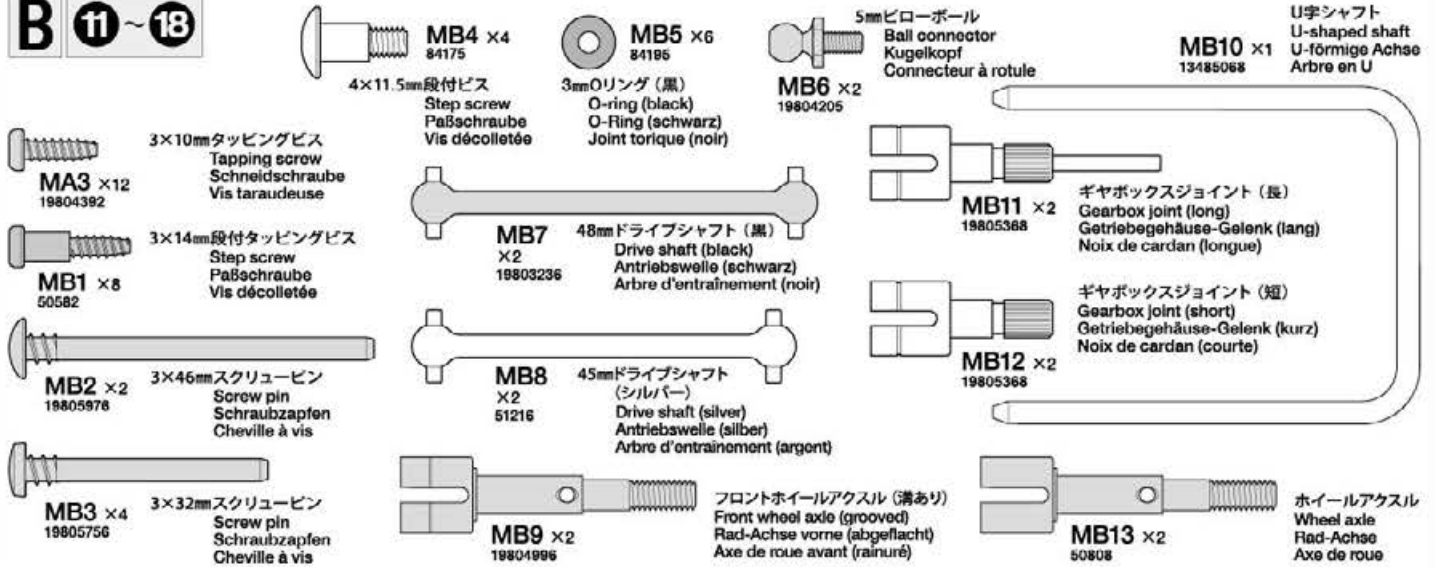 B 11 ~ 18
MB4 ×4
84175
4×11.5mm段付ビス
Step screw
Paßschraube
Vis décolletée
MB5 ×6
84195
3mmOリング（黒）
O-ring (black)
O-Ring (schwarz)
Joint torique (noir)
5mmピローボール
Ball connector
Kugelkopf
Connecteur à rotule
MB6 ×2
19804205
MB10 ×1
13485068
U字シャフト
U-shaped shaft
U-förmige Achse
Arbre en U
3×10mmタッピングビス
Tapping screw
Schneidschraube
Vis taraudeuse
MA3 ×12
19804392
3×14mm段付タッピングビス
Step screw
Paßschraube
Vis décolletée
MB1 ×8
50582
MB2 ×2
19805976
3×46mmスクリューピン
Screw pin
Schraubzapfen
Cheville à vis
MB3 ×4
19805756
3×32mmスクリューピン
Screw pin
Schraubzapfen
Cheville à vis
MB7
×2
19803236
48mmドライブシャフト（黒）
Drive shaft (black)
Antriebswelle (schwarz)
Arbre d'entraînement (noir)
MB8
×2
51216
45mmドライブシャフト
（シルバー）
Drive shaft (silver)
Antriebswelle (silber)
Arbre d'entraînement (argent)
MB9 ×2
19804996
フロントホイールアクスル（溝あり）
Front wheel axle (grooved)
Rad-Achse vorne (abgeflacht)
Axe de roue avant (rainuré)
MB11 ×2
19805368
ギヤボックスジョイント（長）
Gearbox joint (long)
Getriebegehäuse-Gelenk (lang)
Noix de cardan (longue)
MB12 ×2
19805368
ギヤボックスジョイント（短）
Gearbox joint (short)
Getriebegehäuse-Gelenk (kurz)
Noix de cardan (courte)
MB13 ×2
50808
ホイールアクスル
Wheel axle
Rad-Achse
Axe de roue